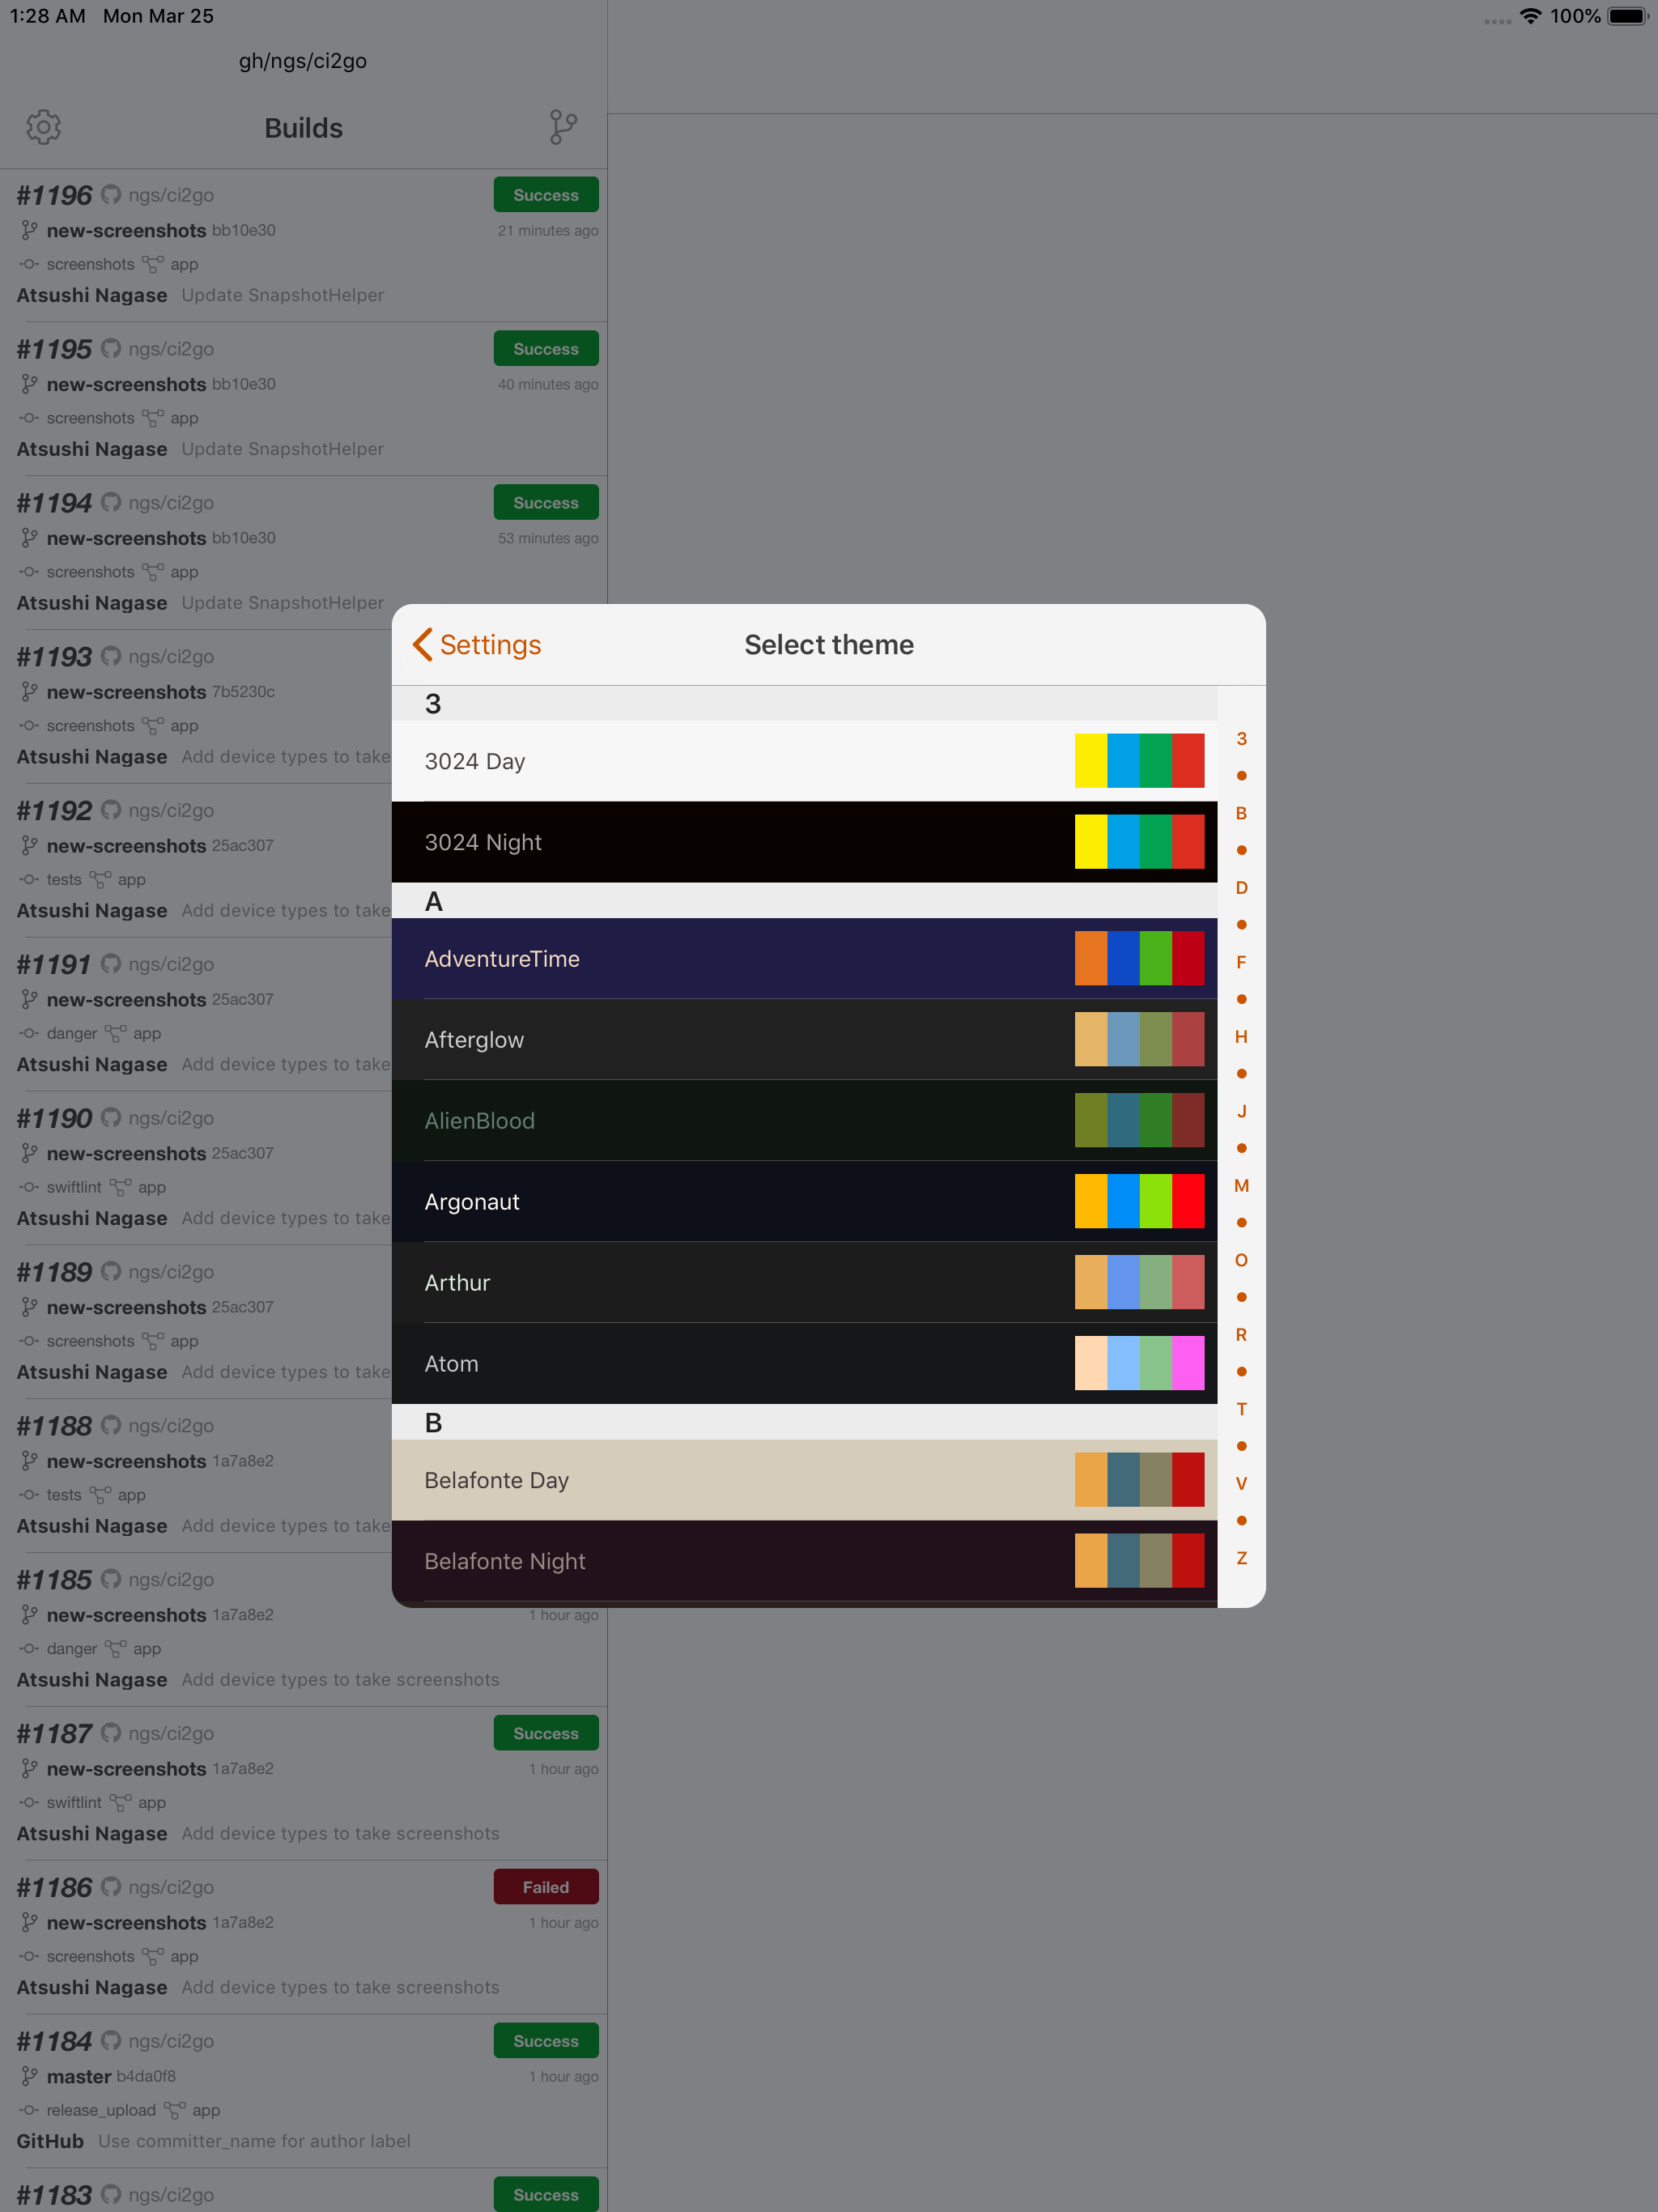 1:28 AM Mon Mar 25
100%
gh/ngs/ci2go
Builds
#1196 ngs/ci2go Success
new-screenshots bb10e30 21 minutes ago
screenshots app
Atsushi Nagase Update SnapshotHelper
#1195 ngs/ci2go Success
new-screenshots bb10e30 40 minutes ago
screenshots app
Atsushi Nagase Update SnapshotHelper
#1194 ngs/ci2go Success
new-screenshots bb10e30 53 minutes ago
screenshots app
Atsushi Nagase Update SnapshotHelper
#1193 ngs/ci2go
new-screenshots 7b5230c
screenshots app
Atsushi Nagase Add device types to take
#1192 ngs/ci2go
new-screenshots 25ac307
tests app
Atsushi Nagase Add device types to take
#1191 ngs/ci2go
new-screenshots 25ac307
danger app
Atsushi Nagase Add device types to take
#1190 ngs/ci2go
new-screenshots 25ac307
swiftlint app
Atsushi Nagase Add device types to take
#1189 ngs/ci2go
new-screenshots 25ac307
screenshots app
Atsushi Nagase Add device types to take
#1188 ngs/ci2go
new-screenshots 1a7a8e2
tests app
Atsushi Nagase Add device types to take
#1185 ngs/ci2go
new-screenshots 1a7a8e2 1 hour ago
danger app
Atsushi Nagase Add device types to take screenshots
#1187 ngs/ci2go Success
new-screenshots 1a7a8e2 1 hour ago
swiftlint app
Atsushi Nagase Add device types to take screenshots
#1186 ngs/ci2go Failed
new-screenshots 1a7a8e2 1 hour ago
screenshots app
Atsushi Nagase Add device types to take screenshots
#1184 ngs/ci2go Success
master b4da0f8 1 hour ago
release_upload app
GitHub Use committer_name for author label
#1183 ngs/ci2go Success
Settings
Select theme
3
3024 Day
3024 Night
A
AdventureTime
Afterglow
AlienBlood
Argonaut
Arthur
Atom
B
Belafonte Day
Belafonte Night
3
B
D
F
H
J
M
O
R
T
V
Z